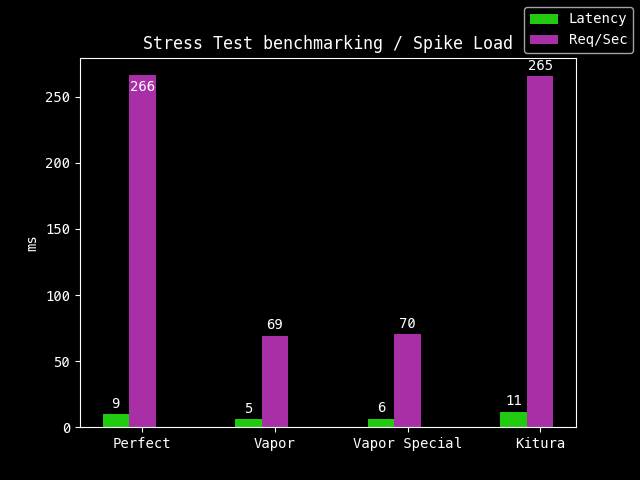 Latency
Req/Sec
Stress Test benchmarking / Spike Load
ms
250
200
150
100
50
0
9
266
5
69
6
70
11
265
Perfect
Vapor
Vapor Special
Kitura